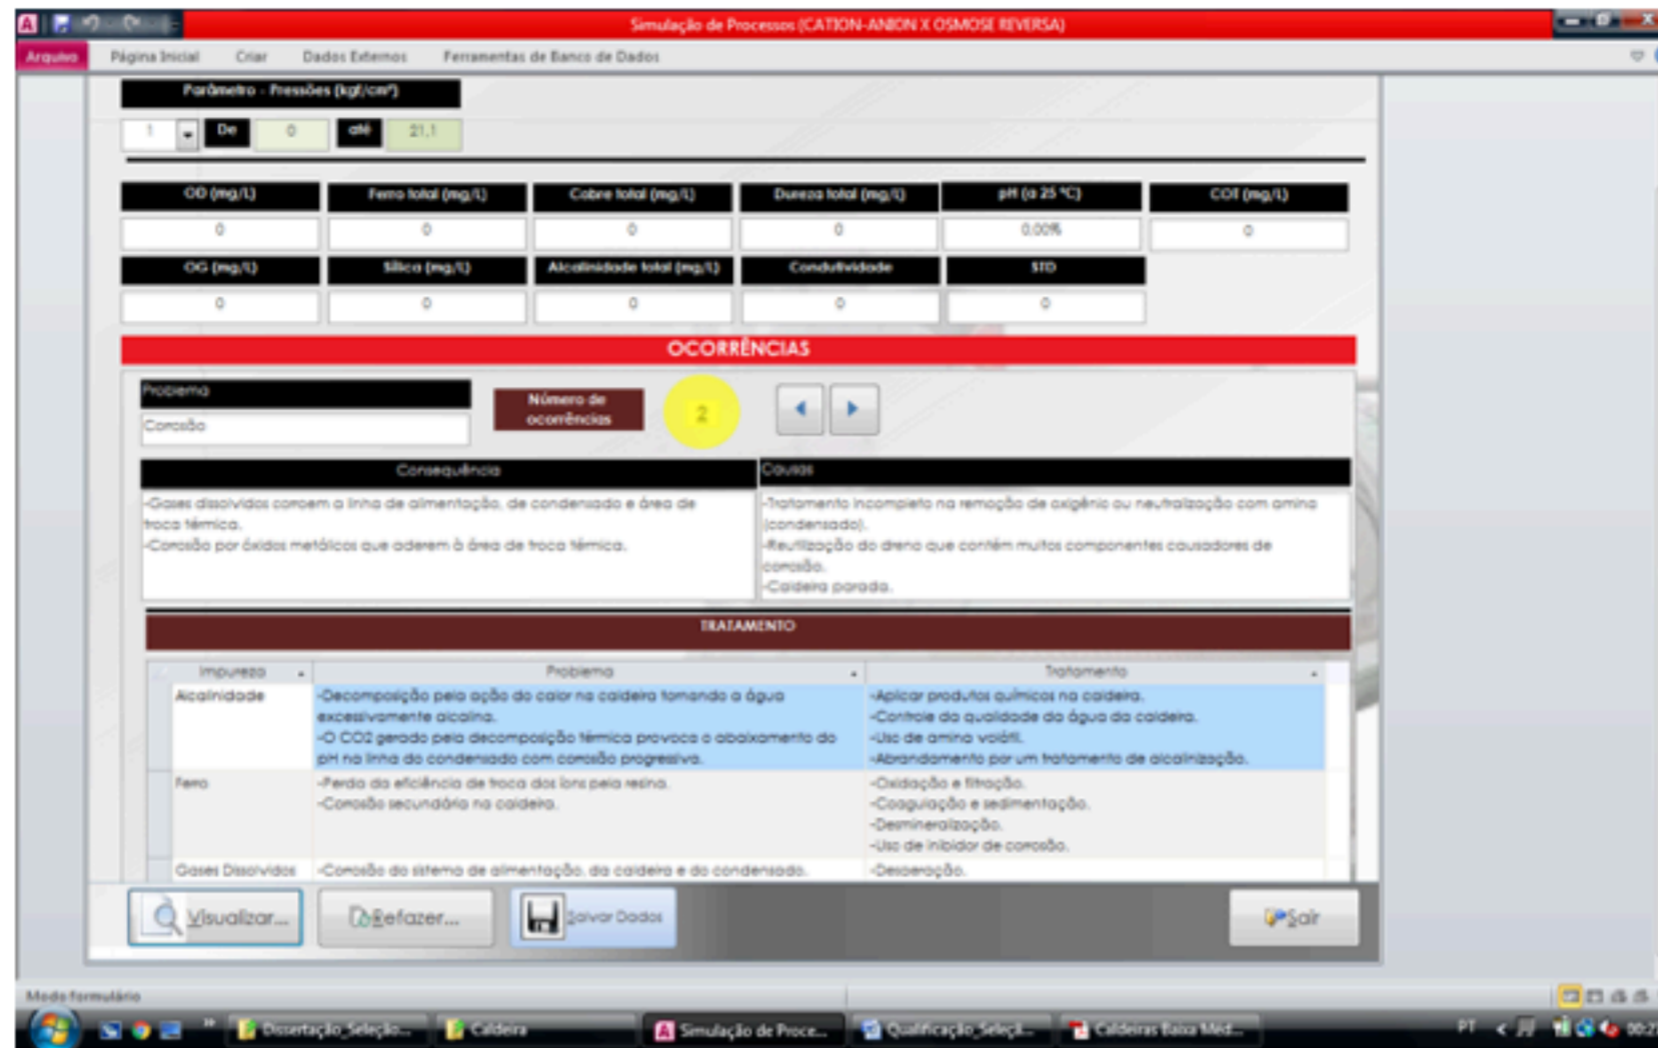 Simulação de Processos (CATION-ANION X OSMOSE REVERSA)
Arquivo Página Inicial Criar Dados Externos Ferramentas de Banco de Dados
Parâmetro - Pressões (kgf/cm²)
1 De 0 até 21,1
OD (mg/L) Ferro total (mg/L) Cobre total (mg/L) Dureza total (mg/L) pH (a 25 °C) COT (mg/L)
0 0 0 0 0,00% 0
OG (mg/L) Sílica (mg/L) Alcalinidade total (mg/L) Condutividade STD
0 0 0 0 0
OCORRÊNCIAS
Problema
Número de
ocorrências
2
Corrosão
Consequência Causas
-Gases dissolvidos corroem a linha de alimentação, de condensado e área de
troca térmica.
-Corrosão por óxidos metálicos que aderem à área de troca térmica.
-Tratamento incompleto na remoção de oxigênio ou neutralização com amina
(condensado).
-Reutilização do dreno que contém muitos componentes causadores de
corrosão.
-Caldeira parada.
TRATAMENTO
Impureza Problema Tratamento
Alcalinidade
-Decomposição pela ação do calor na caldeira tornando a água
excessivamente alcalina.
-O CO2 gerado pela decomposição térmica provoca o abaixamento do
pH na linha do condensado com corrosão progressiva.
-Aplicar produtos químicos na caldeira.
-Controle da qualidade da água da caldeira.
-Uso de amina volátil.
-Abrandamento por um tratamento de alcalinização.
Ferro
-Perda da eficiência de troca dos íons pela resina.
-Corrosão secundária na caldeira.
-Oxidação e filtração.
-Coagulação e sedimentação.
-Desmineralização.
-Uso de inibidor de corrosão.
Gases Dissolvidos -Corrosão do sistema de alimentação, da caldeira e do condensado. -Desaeração.
Visualizar... Refazer... Salvar Dados Sair
Modo formulário
Dissertação_Seleção... Caldeira Simulação de Proce... Qualificação_Seleçã... Caldeiras Baixa Méd... PT